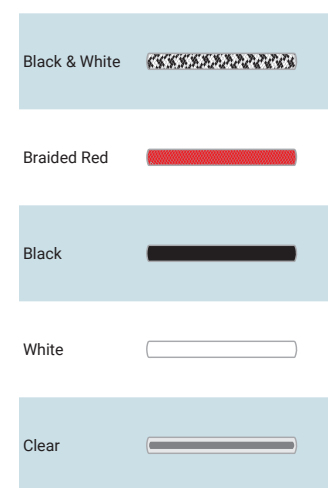 Black & White
Braided Red
Black
White
Clear